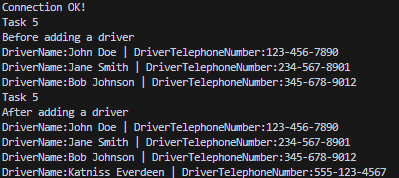 Connection OK!
Task 5
Before adding a driver
DriverName:John Doe | DriverTelephoneNumber:123-456-7890
DriverName:Jane Smith | DriverTelephoneNumber:234-567-8901
DriverName:Bob Johnson | DriverTelephoneNumber:345-678-9012
Task 5
After adding a driver
DriverName:John Doe | DriverTelephoneNumber:123-456-7890
DriverName:Jane Smith | DriverTelephoneNumber:234-567-8901
DriverName:Bob Johnson | DriverTelephoneNumber:345-678-9012
DriverName:Katniss Everdeen | DriverTelephoneNumber:555-123-4567